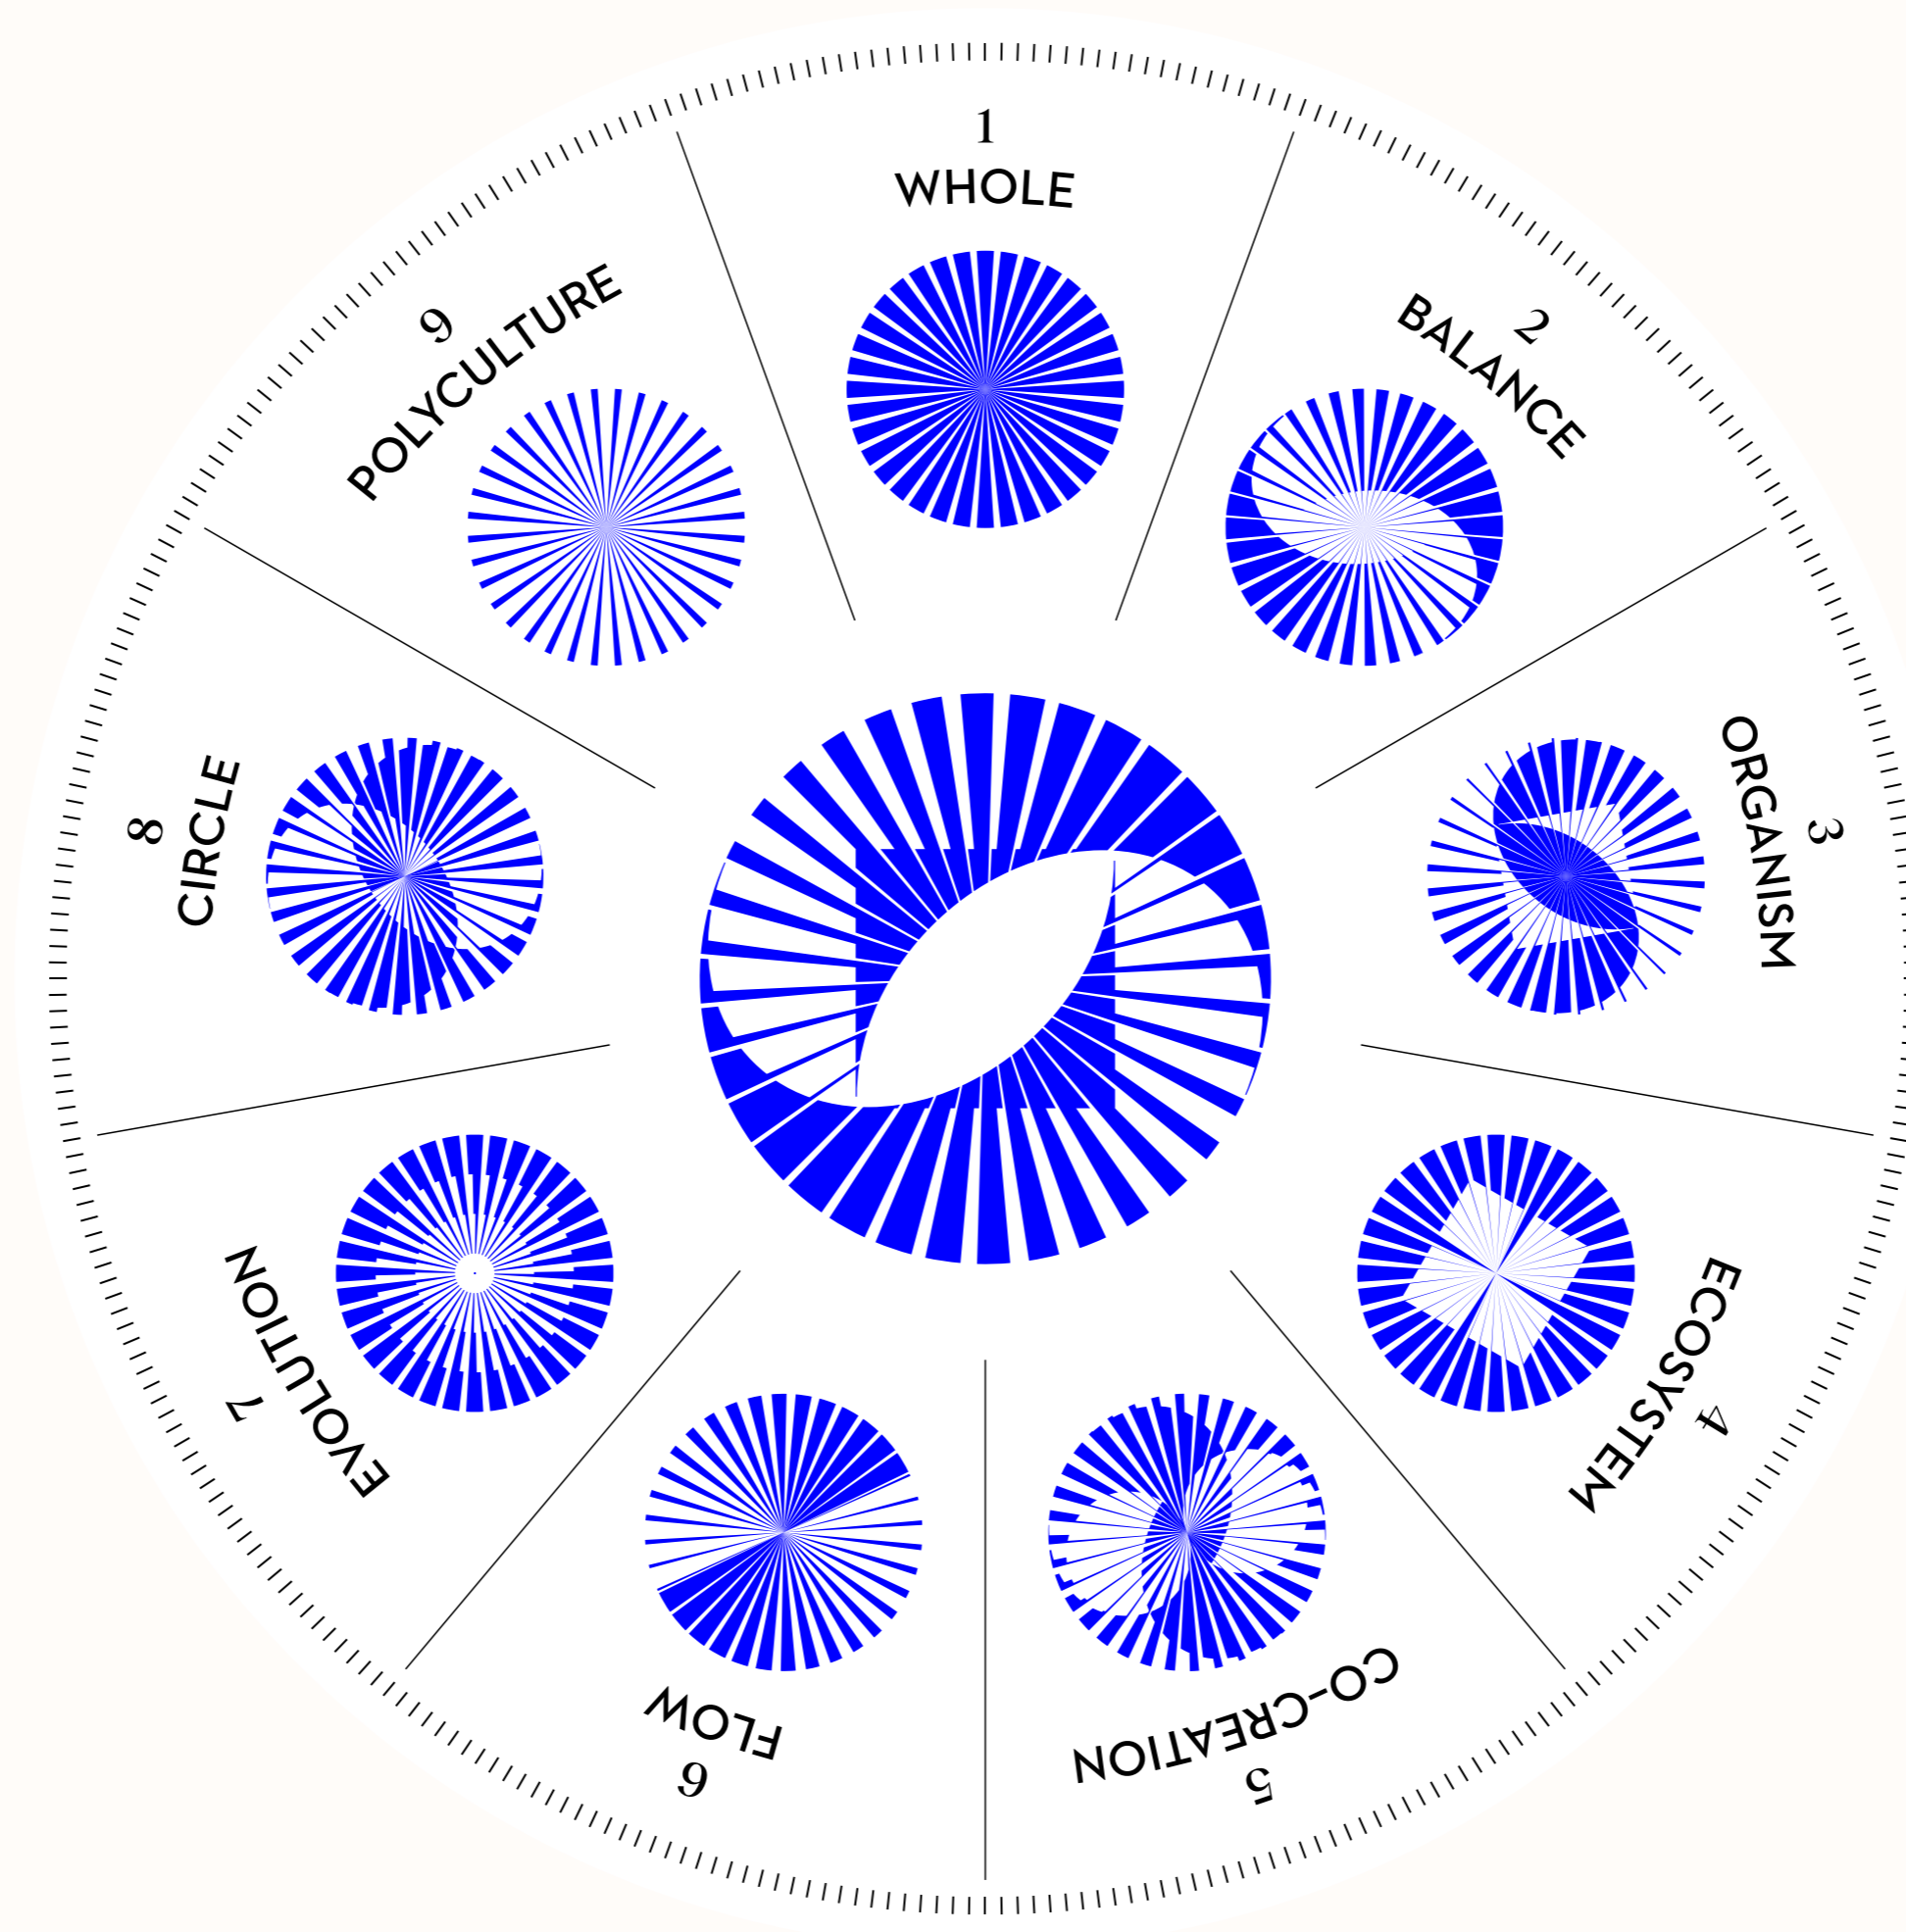 1
WHOLE
2
BALANCE
3
ORGANISM
4
ECOSYSTEM
5
CO-CREATION
6
FLOW
7
EVOLUTION
8
CIRCLE
9
POLYCULTURE